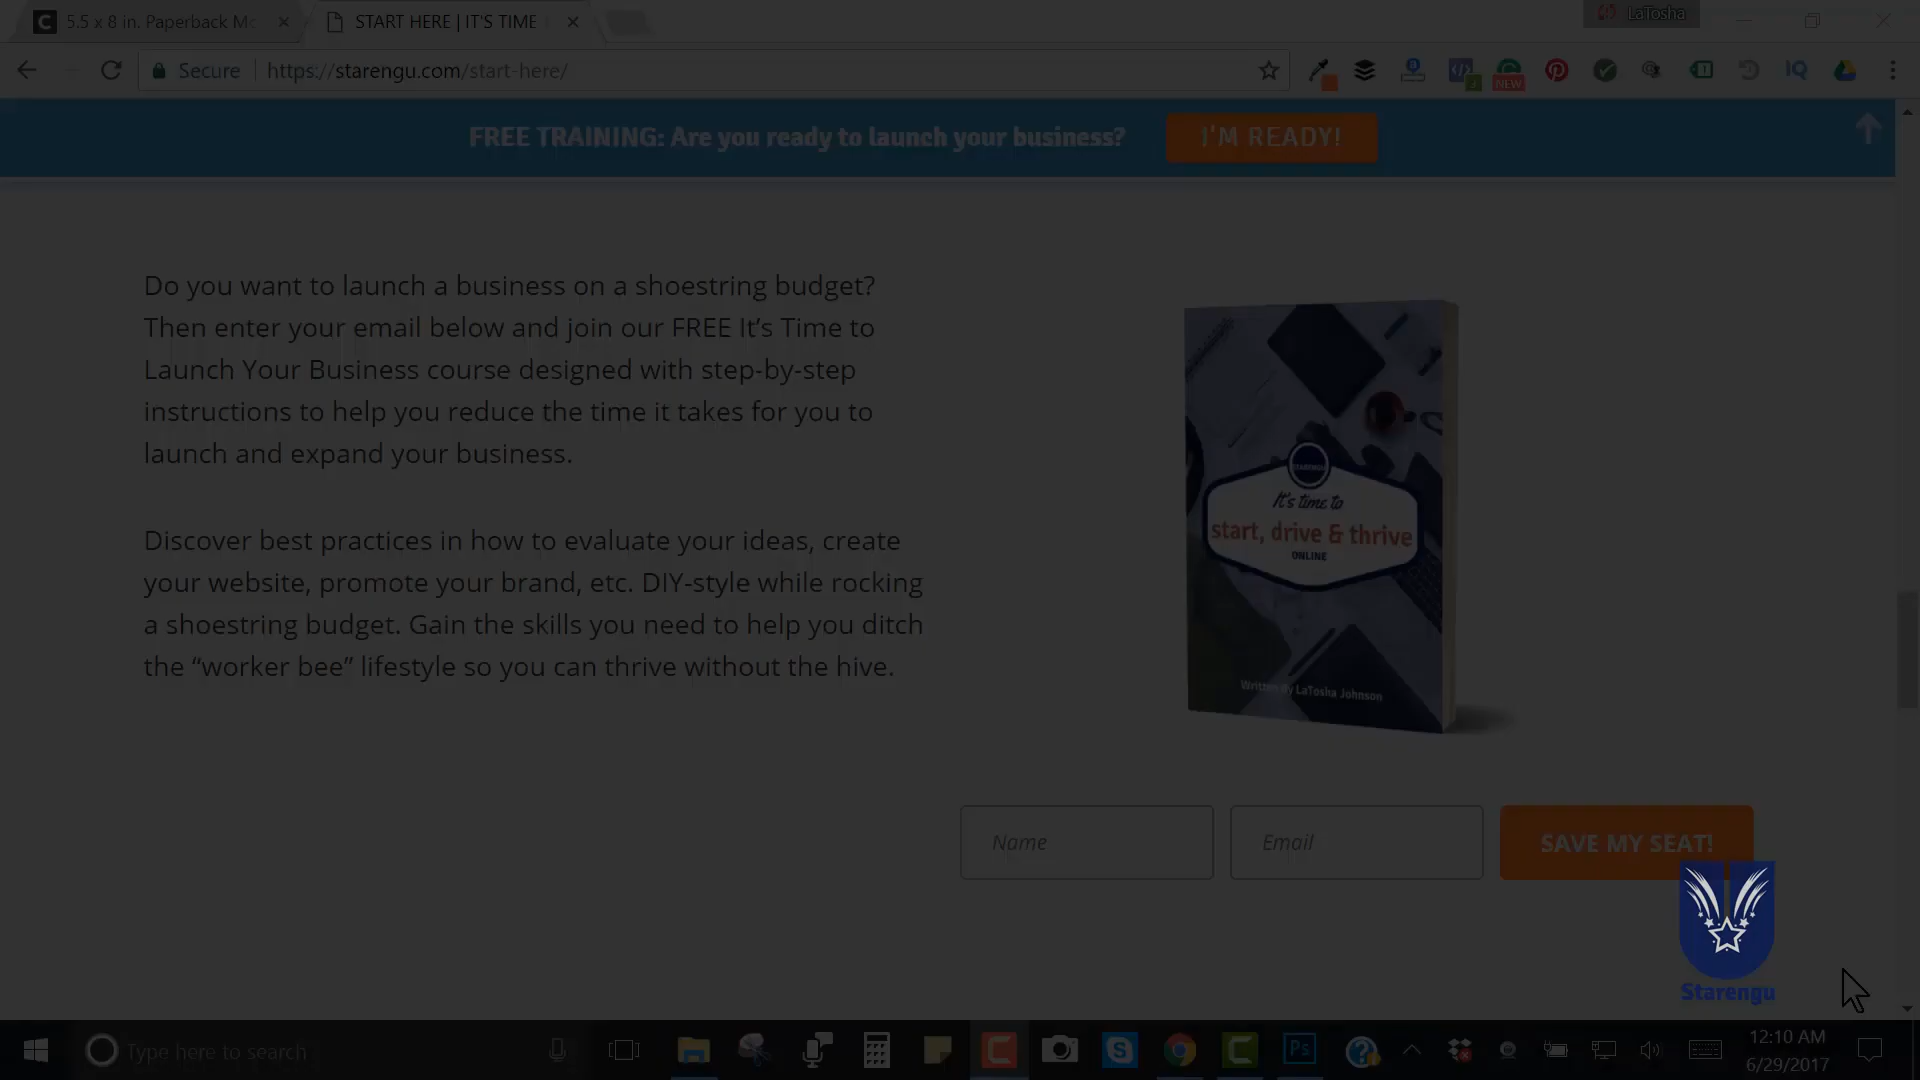 5.5 x 8 in. Paperback Mc
START HERE | IT'S TIME
LaTosha
Secure
https://starengu.com/start-here/
NEW
FREE TRAINING: Are you ready to launch your business?
I'M READY!
Do you want to launch a business on a shoestring budget?
Then enter your email below and join our FREE It's Time to
Launch Your Business course designed with step-by-step
instructions to help you reduce the time it takes for you to
launch and expand your business.
Discover best practices in how to evaluate your ideas, create
your website, promote your brand, etc. DIY-style while rocking
a shoestring budget. Gain the skills you need to help you ditch
the “worker bee” lifestyle so you can thrive without the hive.
STARENGU
It's time to
start, drive & thrive
ONLINE
Written By LaTosha Johnson
Name
Email
SAVE MY SEAT!
Starengu
Type here to search
Ps
12:10 AM
6/29/2017